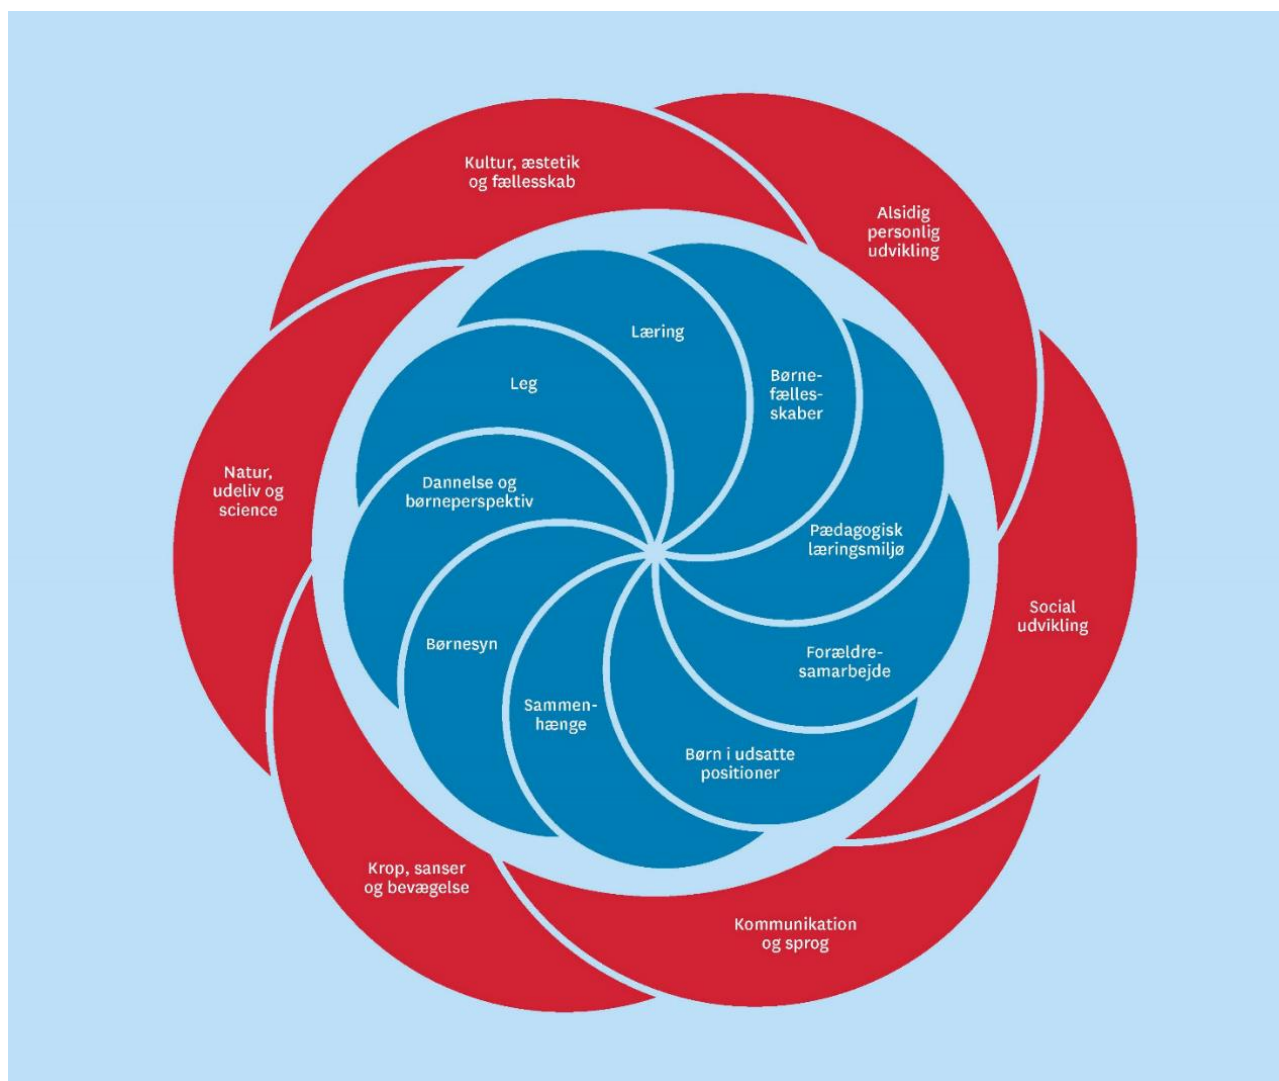 Kultur, æstetik
og fællesskab
Alsidig
personlig
udvikling
Læring
Børne-
fælles-
skaber
Leg
Natur,
udeliv og
science
Dannelse og
børneperspektiv
Pædagogisk
læringsmiljø
Social
udvikling
Børnesyn
Forældre-
samarbejde
Sammen-
hænge
Børn i udsatte
positioner
Krop, sanser
og bevægelse
Kommunikation
og sprog